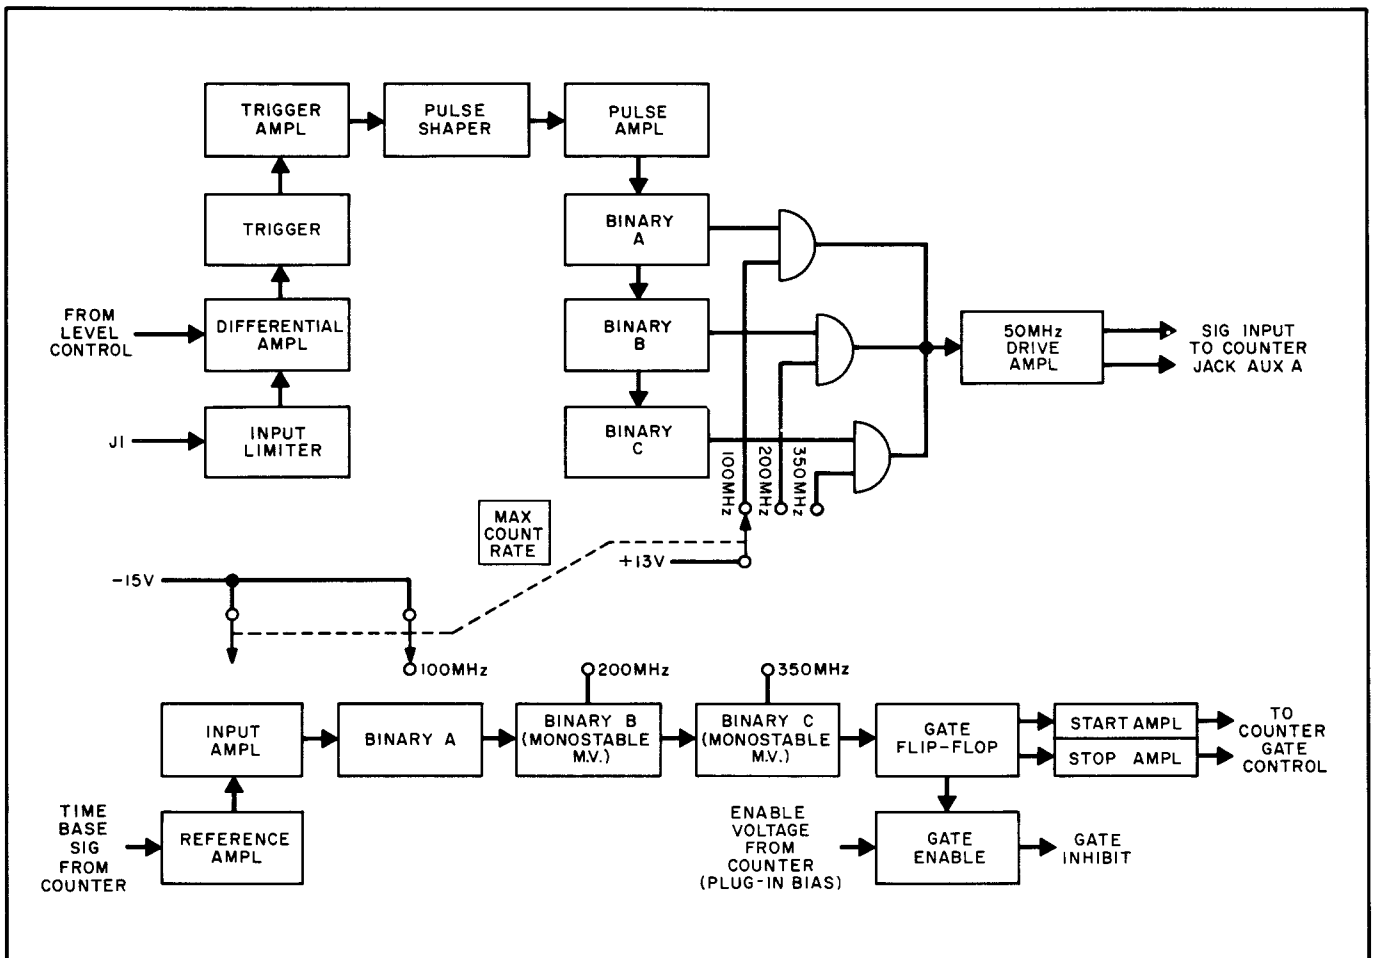 TRIGGER
AMPL
PULSE
SHAPER
PULSE
AMPL
TRIGGER
BINARY
A
FROM
LEVEL
CONTROL
DIFFERENTIAL
AMPL
BINARY
B
50MHz
DRIVE
AMPL
SIG INPUT
TO COUNTER
JACK AUX A
J1
INPUT
LIMITER
BINARY
C
100MHz
200MHz
350MHz
MAX
COUNT
RATE
+13V
-15V
100MHz
200MHz
350MHz
INPUT
AMPL
BINARY A
BINARY B
(MONOSTABLE
M.V.)
BINARY C
(MONOSTABLE
M.V.)
GATE
FLIP-FLOP
START AMPL
STOP AMPL
TO
COUNTER
GATE
CONTROL
TIME
BASE
SIG
FROM
COUNTER
REFERENCE
AMPL
ENABLE
VOLTAGE
FROM
COUNTER
(PLUG-IN BIAS)
GATE
ENABLE
GATE
INHIBIT